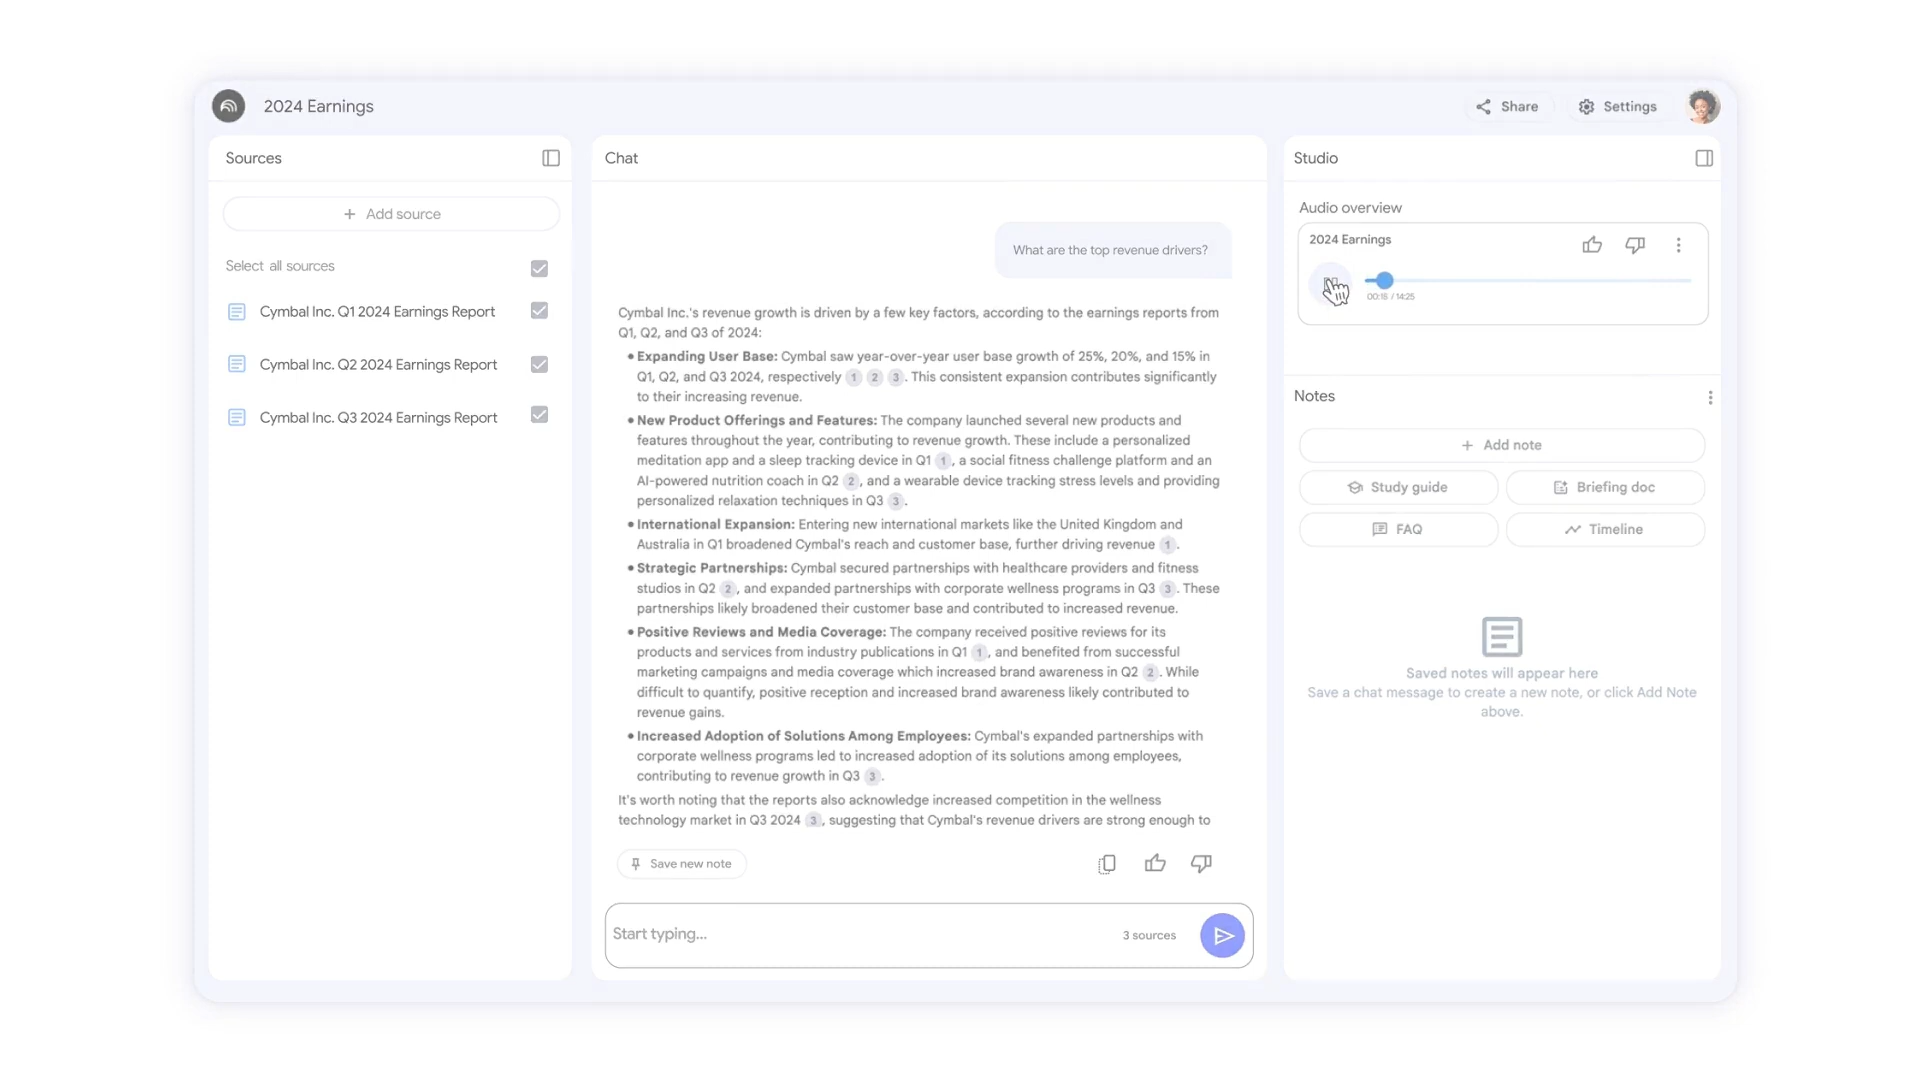 2024 Earnings
Share
Settings
Sources
Add source
Select all sources
Cymbal Inc. Q1 2024 Earnings Report
Cymbal Inc. Q2 2024 Earnings Report
Cymbal Inc. Q3 2024 Earnings Report
Chat
What are the top revenue drivers?
Cymbal Inc.'s revenue growth is driven by a few key factors, according to the earnings reports from
Q1, Q2, and Q3 of 2024:
• Expanding User Base: Cymbal saw year-over-year user base growth of 25%, 20%, and 15% in
Q1, Q2, and Q3 2024, respectively 1 2 3. This consistent expansion contributes significantly
to their increasing revenue.
• New Product Offerings and Features: The company launched several new products and
features throughout the year, contributing to revenue growth. These include a personalized
meditation app and a sleep tracking device in Q1 1, a social fitness challenge platform and an
AI-powered nutrition coach in Q2 2, and a wearable device tracking stress levels and providing
personalized relaxation techniques in Q3 3.
• International Expansion: Entering new international markets like the United Kingdom and
Australia in Q1 broadened Cymbal's reach and customer base, further driving revenue 1.
• Strategic Partnerships: Cymbal secured partnerships with healthcare providers and fitness
studios in Q2 2, and expanded partnerships with corporate wellness programs in Q3 3. These
partnerships likely broadened their customer base and contributed to increased revenue.
• Positive Reviews and Media Coverage: The company received positive reviews for its
products and services from industry publications in Q1 1, and benefited from successful
marketing campaigns and media coverage which increased brand awareness in Q2 2. While
difficult to quantify, positive reception and increased brand awareness likely contributed to
revenue gains.
• Increased Adoption of Solutions Among Employees: Cymbal's expanded partnerships with
corporate wellness programs led to increased adoption of its solutions among employees,
contributing to revenue growth in Q3 3.
It's worth noting that the reports also acknowledge increased competition in the wellness
technology market in Q3 2024 3, suggesting that Cymbal's revenue drivers are strong enough to
Save new note
Start typing...
3 sources
Studio
Audio overview
2024 Earnings
00:15 / 14:25
Notes
Add note
Study guide
Briefing doc
FAQ
Timeline
Saved notes will appear here
Save a chat message to create a new note, or click Add Note
above.